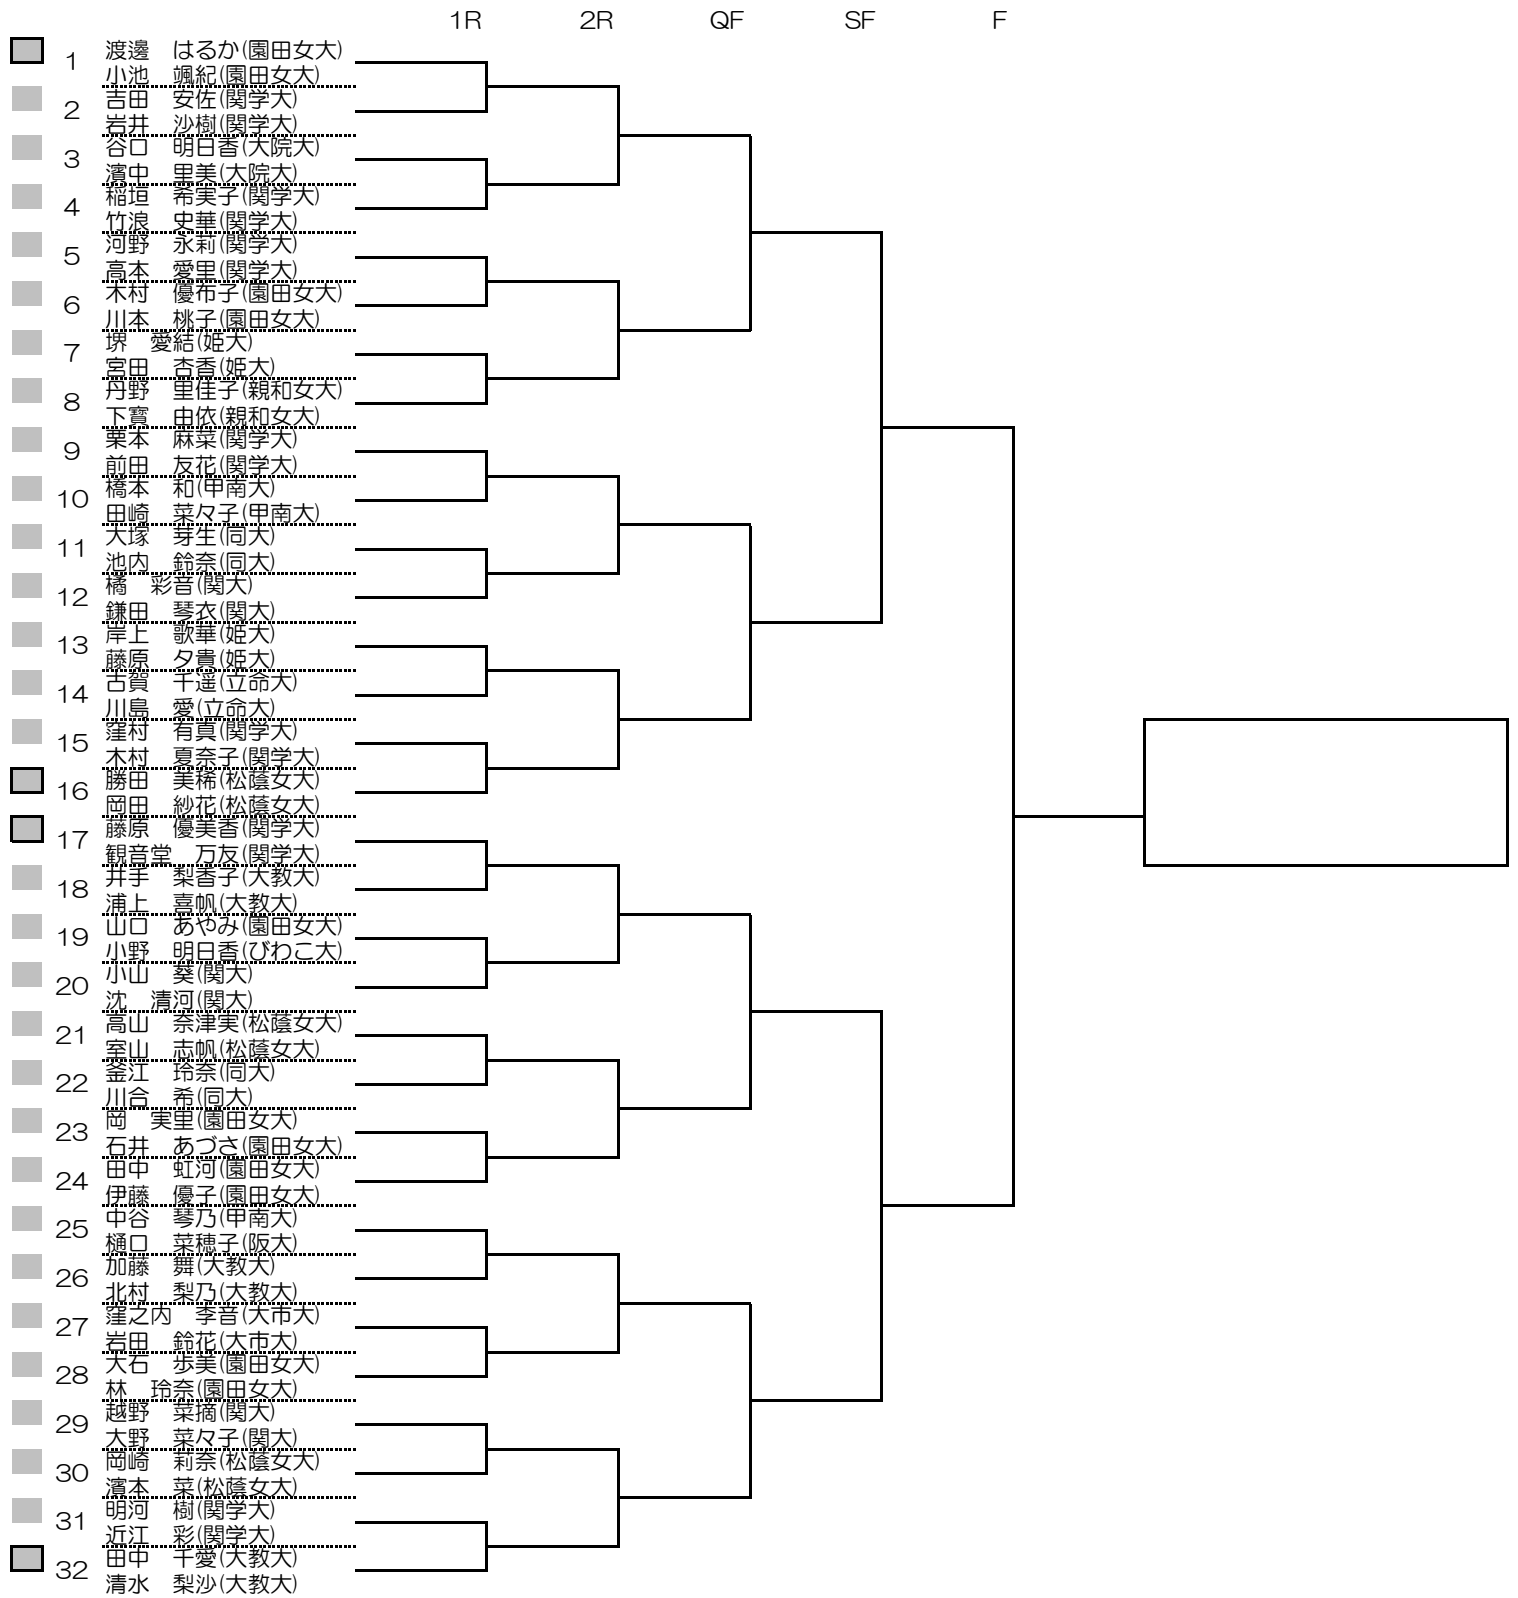 1R 2R QF SF F
1 渡邊　はるか(園田女大)
小池　颯紀(園田女大)
2 吉田　安佐(関学大)
岩井　沙樹(関学大)
3 谷口　明日香(大院大)
濱中　里美(大院大)
4 稲垣　希実子(関学大)
竹浪　史華(関学大)
5 河野　永莉(関学大)
高本　愛里(関学大)
6 木村　優布子(園田女大)
川本　桃子(園田女大)
7 堺　愛結(姫大)
宮田　杏香(姫大)
8 丹野　里佳子(親和女大)
下寳　由依(親和女大)
9 栗本　麻菜(関学大)
前田　友花(関学大)
10 橋本　和(甲南大)
田崎　菜々子(甲南大)
11 大塚　芽生(同大)
池内　鈴奈(同大)
12 橘　彩音(関大)
鎌田　琴衣(関大)
13 岸上　歌華(姫大)
藤原　夕貴(姫大)
14 古賀　千遥(立命大)
川島　愛(立命大)
15 窪村　有真(関学大)
木村　夏奈子(関学大)
16 勝田　美稀(松蔭女大)
岡田　紗花(松蔭女大)
17 藤原　優美香(関学大)
観音堂　万友(関学大)
18 井手　梨香子(大教大)
浦上　喜帆(大教大)
19 山口　あやみ(園田女大)
小野　明日香(びわこ大)
20 小山　葵(関大)
沈　清河(関大)
21 高山　奈津実(松蔭女大)
室山　志帆(松蔭女大)
22 釜江　玲奈(同大)
川合　希(同大)
23 岡　実里(園田女大)
石井　あづさ(園田女大)
24 田中　虹河(園田女大)
伊藤　優子(園田女大)
25 中谷　琴乃(甲南大)
樋口　菜穂子(阪大)
26 加藤　舞(大教大)
北村　梨乃(大教大)
27 窪之内　李音(大市大)
岩田　鈴花(大市大)
28 大石　歩美(園田女大)
林　玲奈(園田女大)
29 越野　菜摘(関大)
大野　菜々子(関大)
30 岡崎　莉奈(松蔭女大)
濱本　菜(松蔭女大)
31 明河　樹(関学大)
近江　彩(関学大)
32 田中　千愛(大教大)
清水　梨沙(大教大)